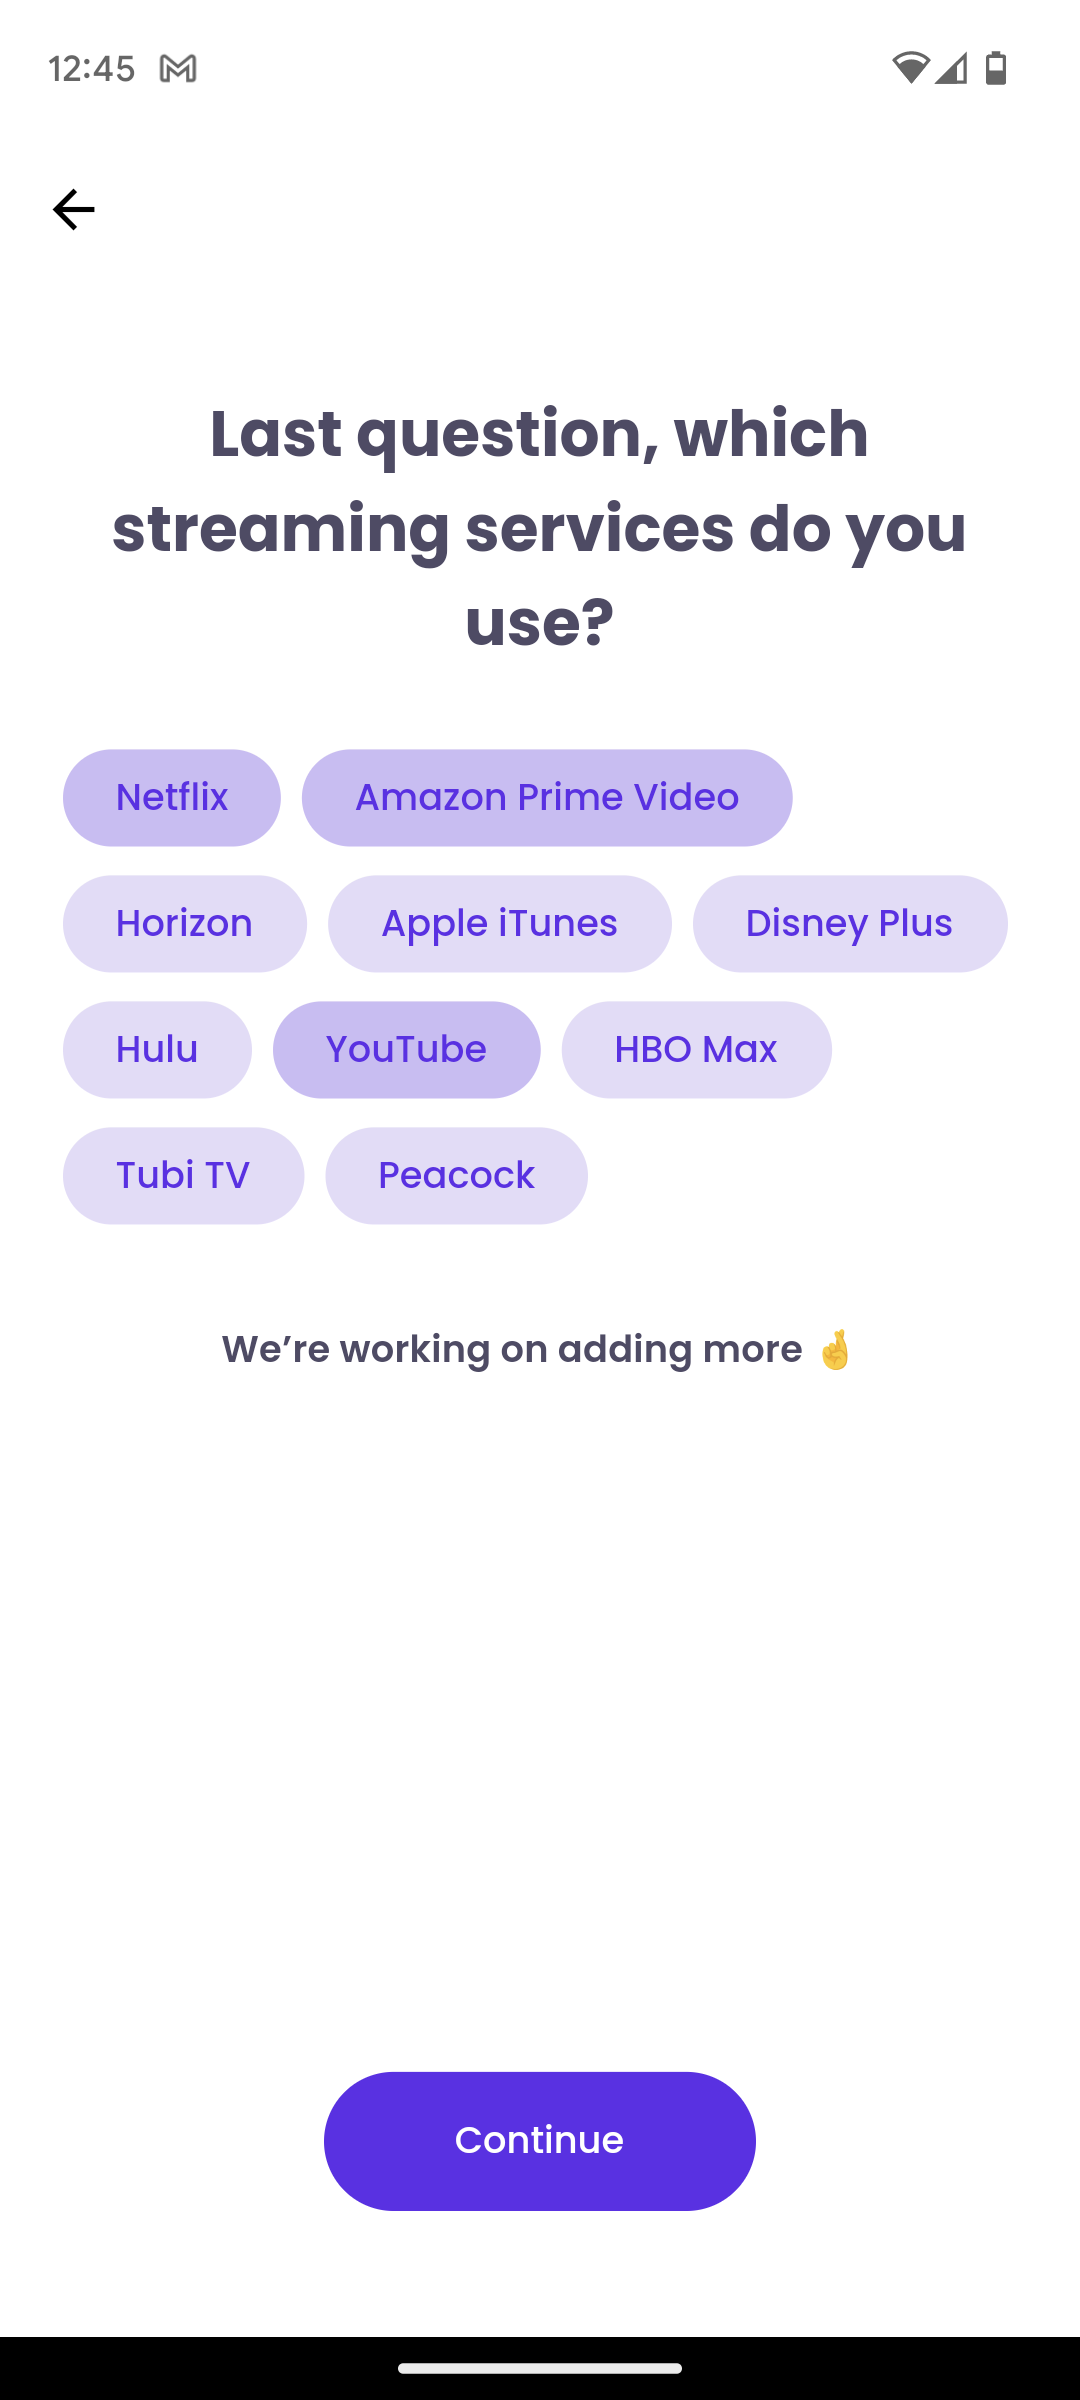 12:45
Last question, which
streaming services do you
use?
Netflix Amazon Prime Video
Horizon Apple iTunes Disney Plus
Hulu YouTube HBO Max
Tubi TV Peacock
We’re working on adding more 🤞
Continue